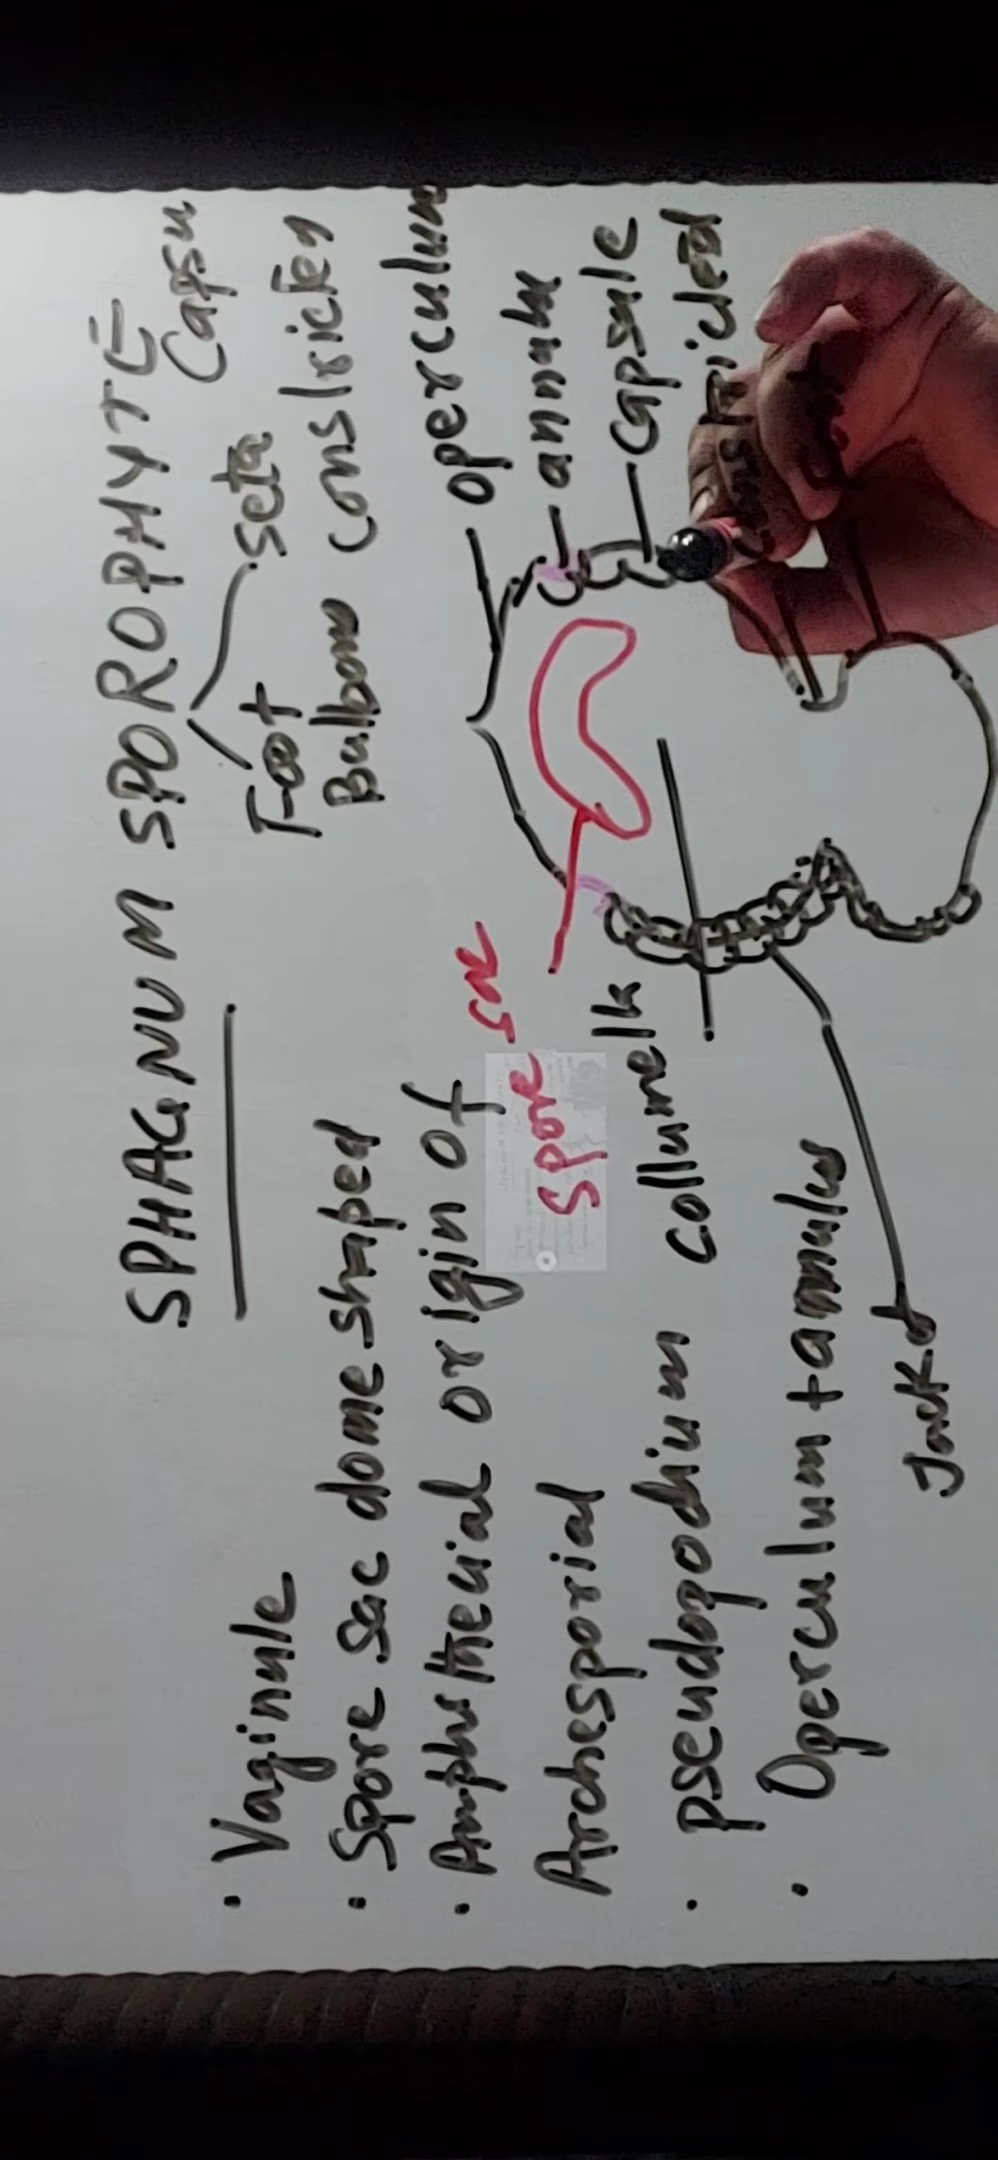 SPHAGNUM SPOROPHYTE
Foot seta Capsu
Bulbous constricted
• Vaginule
• Spore sac dome shaped
• Amphithecial origin of
Archesporial
• pseudopodium
• Operculum + annulus
operculum
annulu
capsule
Spore sac
collumella
Jacket